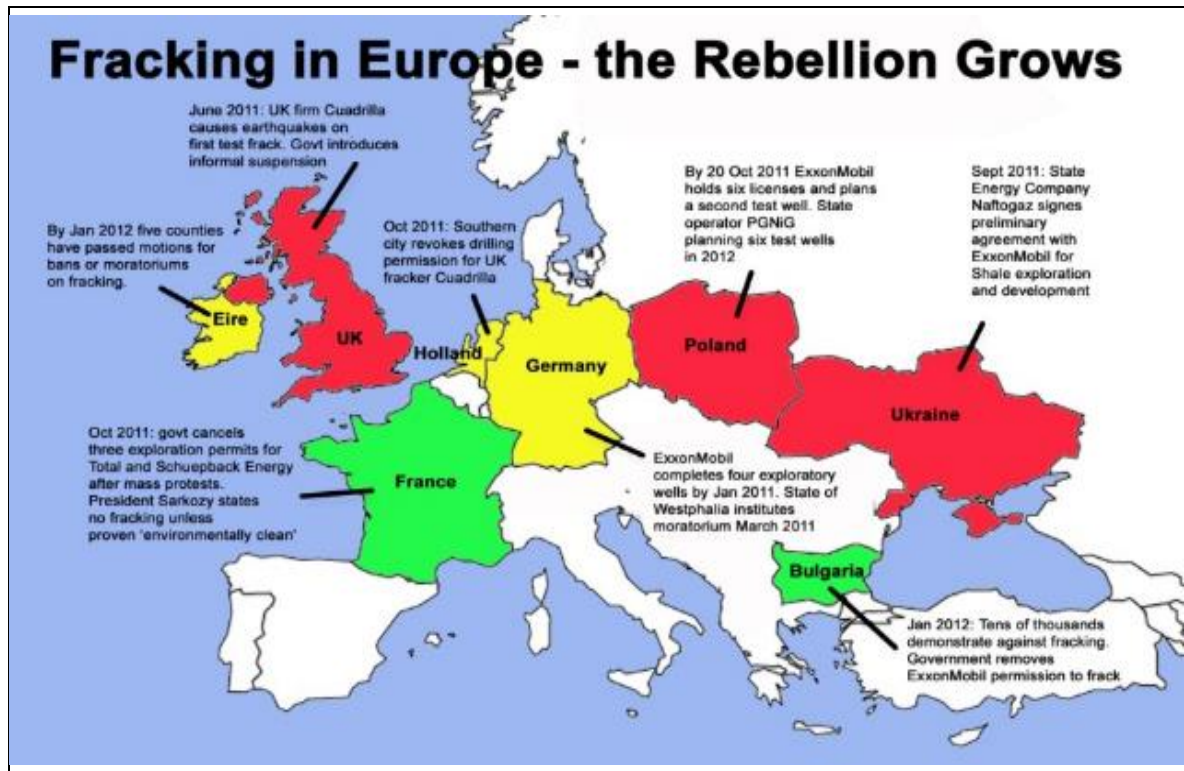 Fracking in Europe - the Rebellion Grows
June 2011: UK firm Cuadrilla
causes earthquakes on
first test frack. Govt introduces
informal suspension
By 20 Oct 2011 ExxonMobil
holds six licenses and plans
a second test well. State
operator PGNiG
planning six test wells
in 2012
Sept 2011: State
Energy Company
Naftogaz signes
preliminary
agreement with
ExxonMobil for
Shale exploration
and development
By Jan 2012 five counties
have passed motions for
bans or moratoriums
on fracking.
Oct 2011: Southern
city revokes drilling
permission for UK
fracker Cuadrilla
Eire
UK
Holland
Germany
Poland
Ukraine
Oct 2011: govt cancels
three exploration permits for
Total and Schuepback Energy
after mass protests.
President Sarkozy states
no fracking unless
proven 'environmentally clean'
France
ExxonMobil
completes four exploratory
wells by Jan 2011. State of
Westphalia institutes
moratorium March 2011
Bulgaria
Jan 2012: Tens of thousands
demonstrate against fracking.
Government removes
ExxonMobil permission to frack